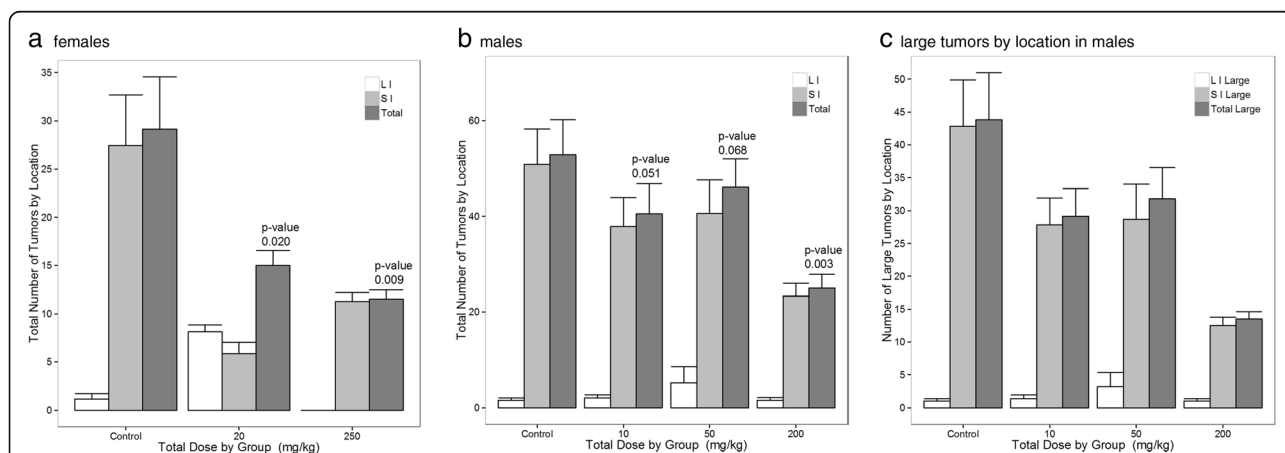 a females
Total Number of Tumors by Location
35
30
25
20
15
10
5
0
L I
S I
Total
p-value
0.020
p-value
0.009
Control
20
250
Total Dose by Group (mg/kg)
b males
Total Number of Tumors by Location
60
40
20
0
L I
S I
Total
p-value
0.051
p-value
0.068
p-value
0.003
Control
10
50
200
Total Dose by Group (mg/kg)
c large tumors by location in males
Number of Large Tumors by Location
50
45
40
35
30
25
20
15
10
5
0
L I Large
S I Large
Total Large
Control
10
50
200
Total Dose by Group (mg/kg)